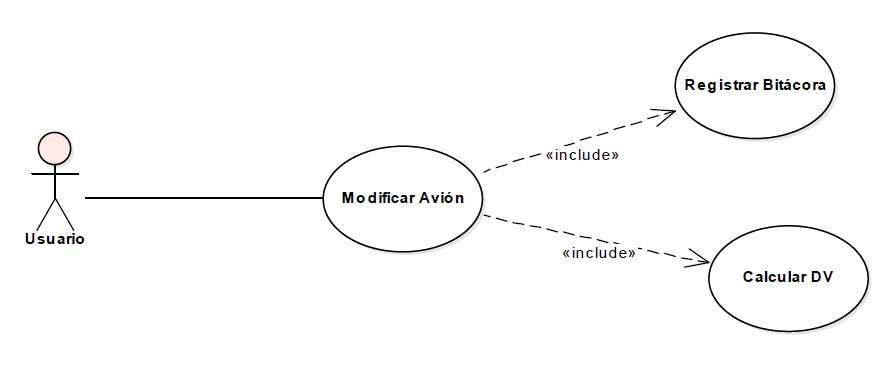 Registrar Bitácora
«include»
Modificar Avión
Usuario
«include»
Calcular DV